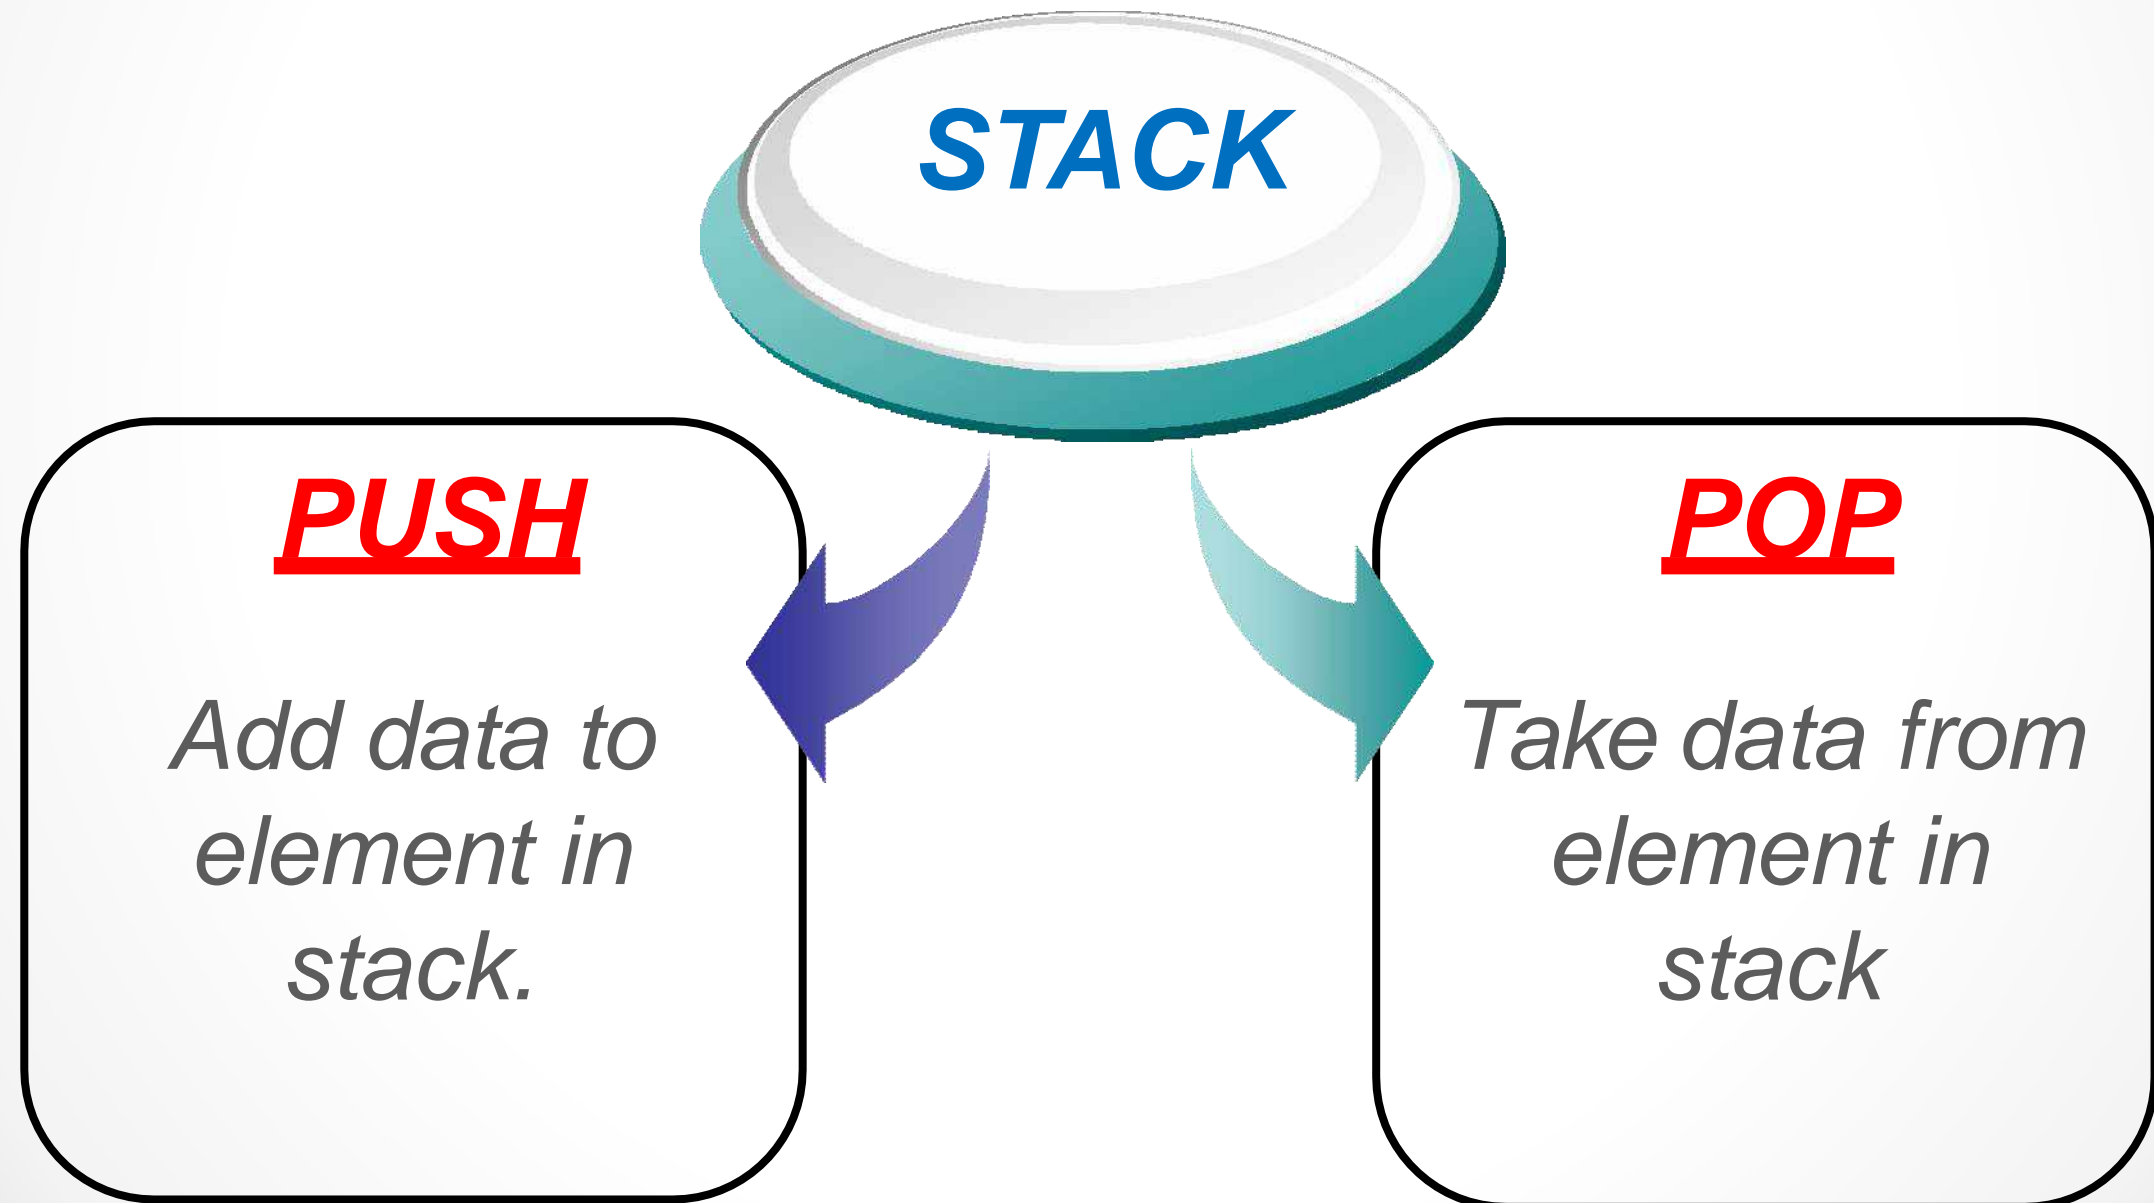 STACK
PUSH
Add data to
element in
stack.
POP
Take data from
element in
stack